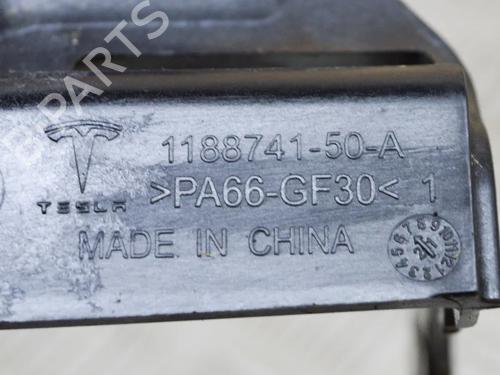 B-PARTS
1188741-50-A
TESLA >PA66-GF30< 1
MADE IN CHINA